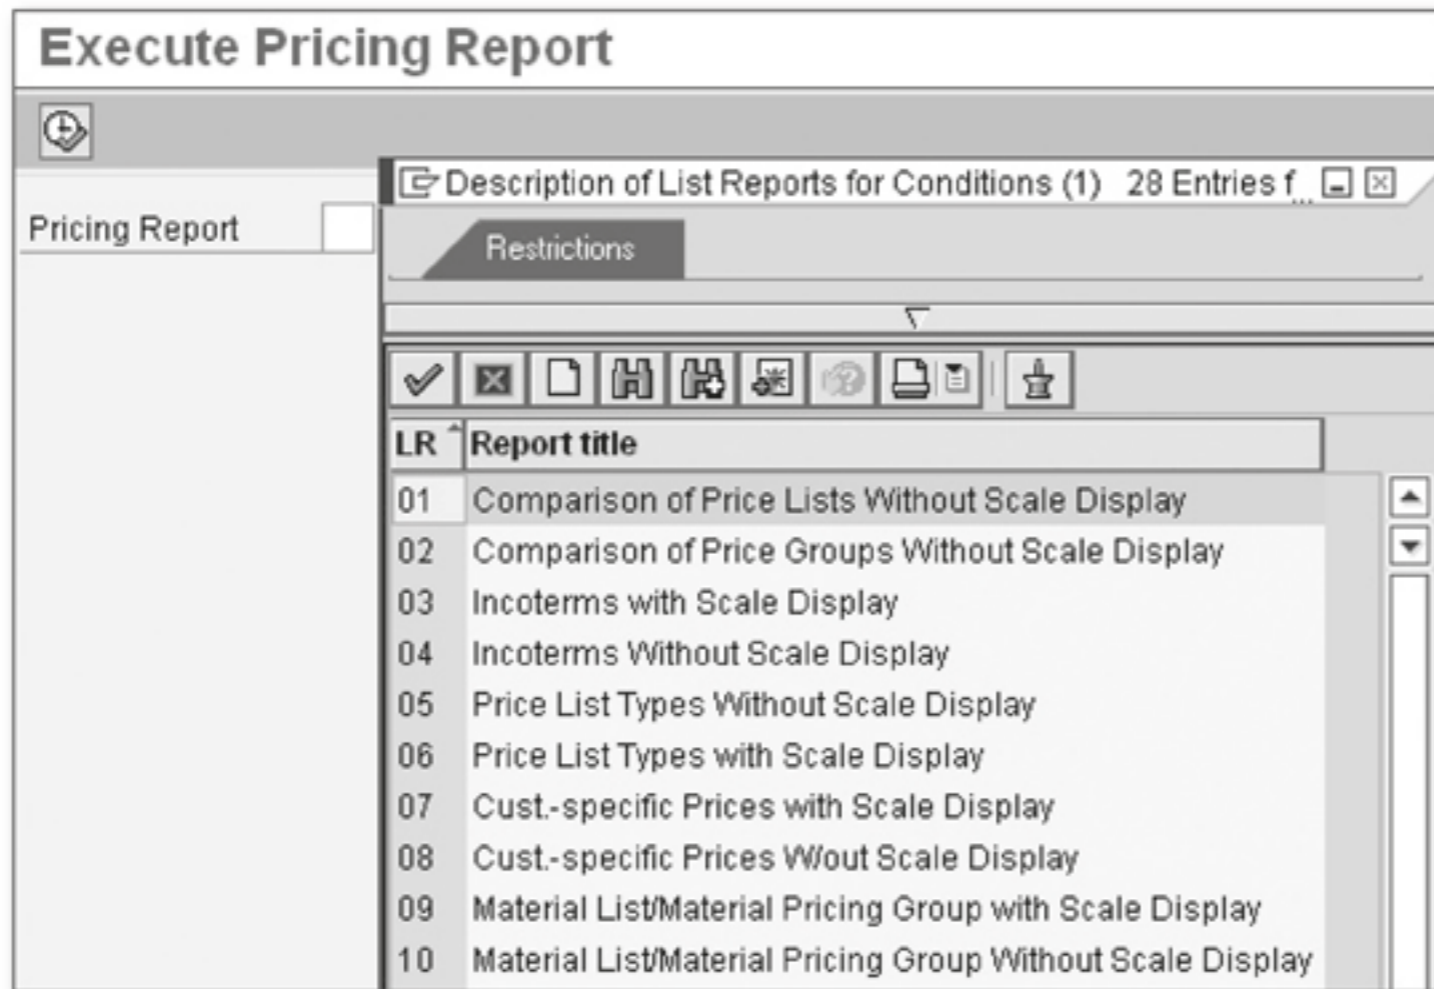 Execute Pricing Report
Description of List Reports for Conditions (1) 28 Entries f...
Pricing Report
Restrictions
LR Report title
01 Comparison of Price Lists Without Scale Display
02 Comparison of Price Groups Without Scale Display
03 Incoterms with Scale Display
04 Incoterms Without Scale Display
05 Price List Types Without Scale Display
06 Price List Types with Scale Display
07 Cust.-specific Prices with Scale Display
08 Cust.-specific Prices W/out Scale Display
09 Material List/Material Pricing Group with Scale Display
10 Material List/Material Pricing Group Without Scale Display